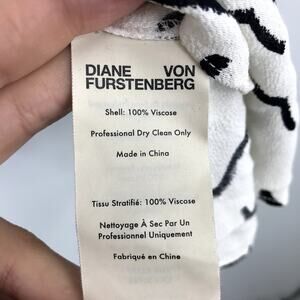 DIANE VON
FURSTENBERG
Shell: 100% Viscose
Professional Dry Clean Only
Made in China
Tissu Stratifié: 100% Viscose
Nettoyage À Sec Par Un
Professionnel Uniquement
Fabriqué en Chine